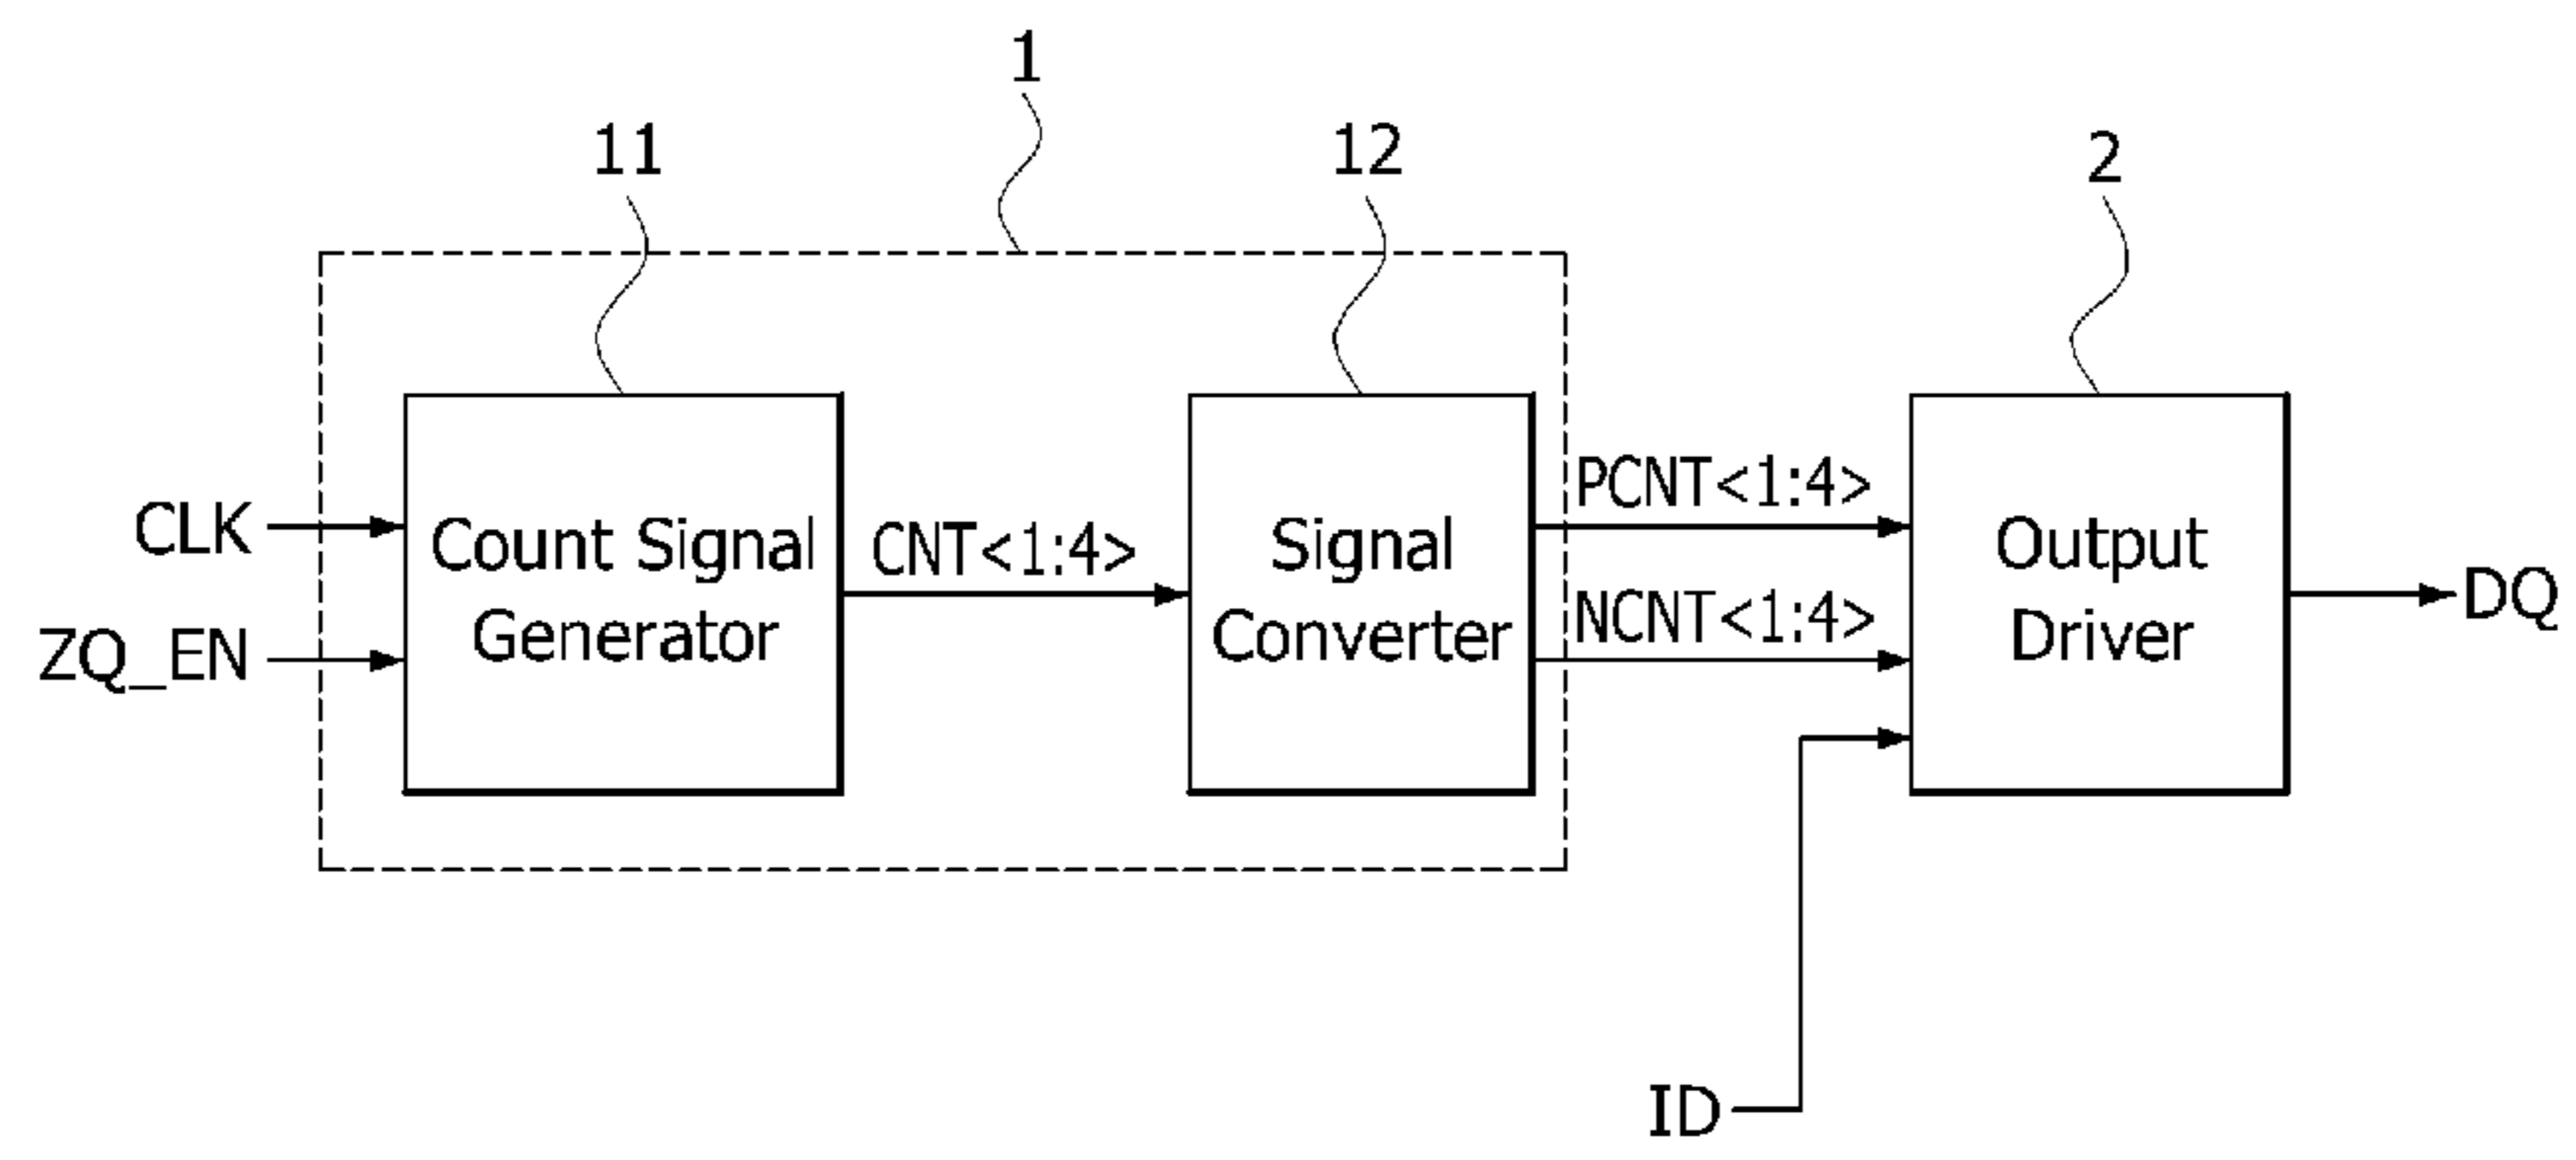 1
11
12
2
CLK
ZQ_EN
Count Signal
Generator
CNT<1:4>
Signal
Converter
PCNT<1:4>
NCNT<1:4>
Output
Driver
DQ
ID